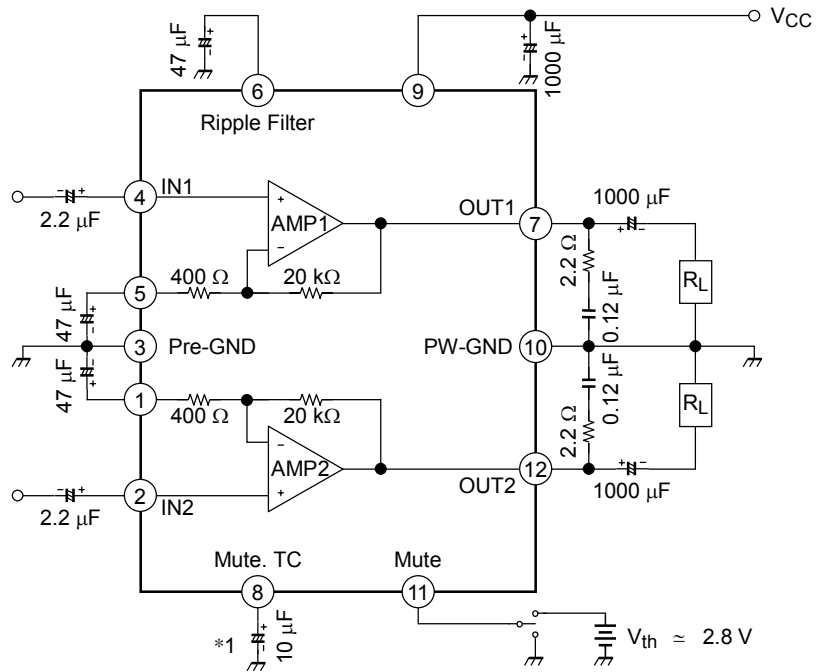 VCC
47 μF
1000 μF
6
9
Ripple Filter
4
IN1
2.2 μF
AMP1
OUT1
7
1000 μF
400 Ω
20 kΩ
5
2.2 Ω
0.12 μF
RL
47 μF
3
Pre-GND
PW-GND
10
47 μF
1
400 Ω
20 kΩ
0.12 μF
2.2 Ω
RL
AMP2
OUT2
12
1000 μF
2
IN2
2.2 μF
Mute. TC
Mute
8
11
*1
10 μF
Vth ≃ 2.8 V